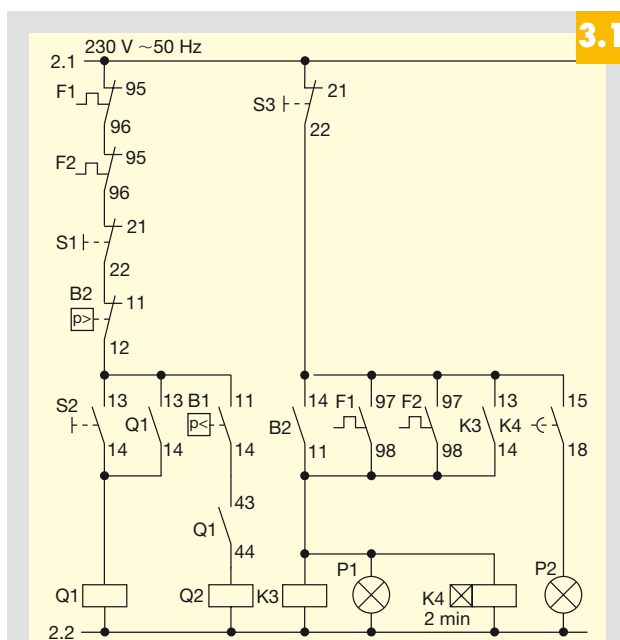 3.1
230 V ~50 Hz
2.1
F1 95
96
F2 95
96
S1 21
22
B2 p> 11
12
S3 21
22
S2 13
14
Q1 13
14
B1 p< 11
14
Q1 43
44
B2 14
11
F1 97
98
F2 97
98
K3 13
14
K4 15
18
Q1
Q2
K3
P1
K4
2 min
P2
2.2